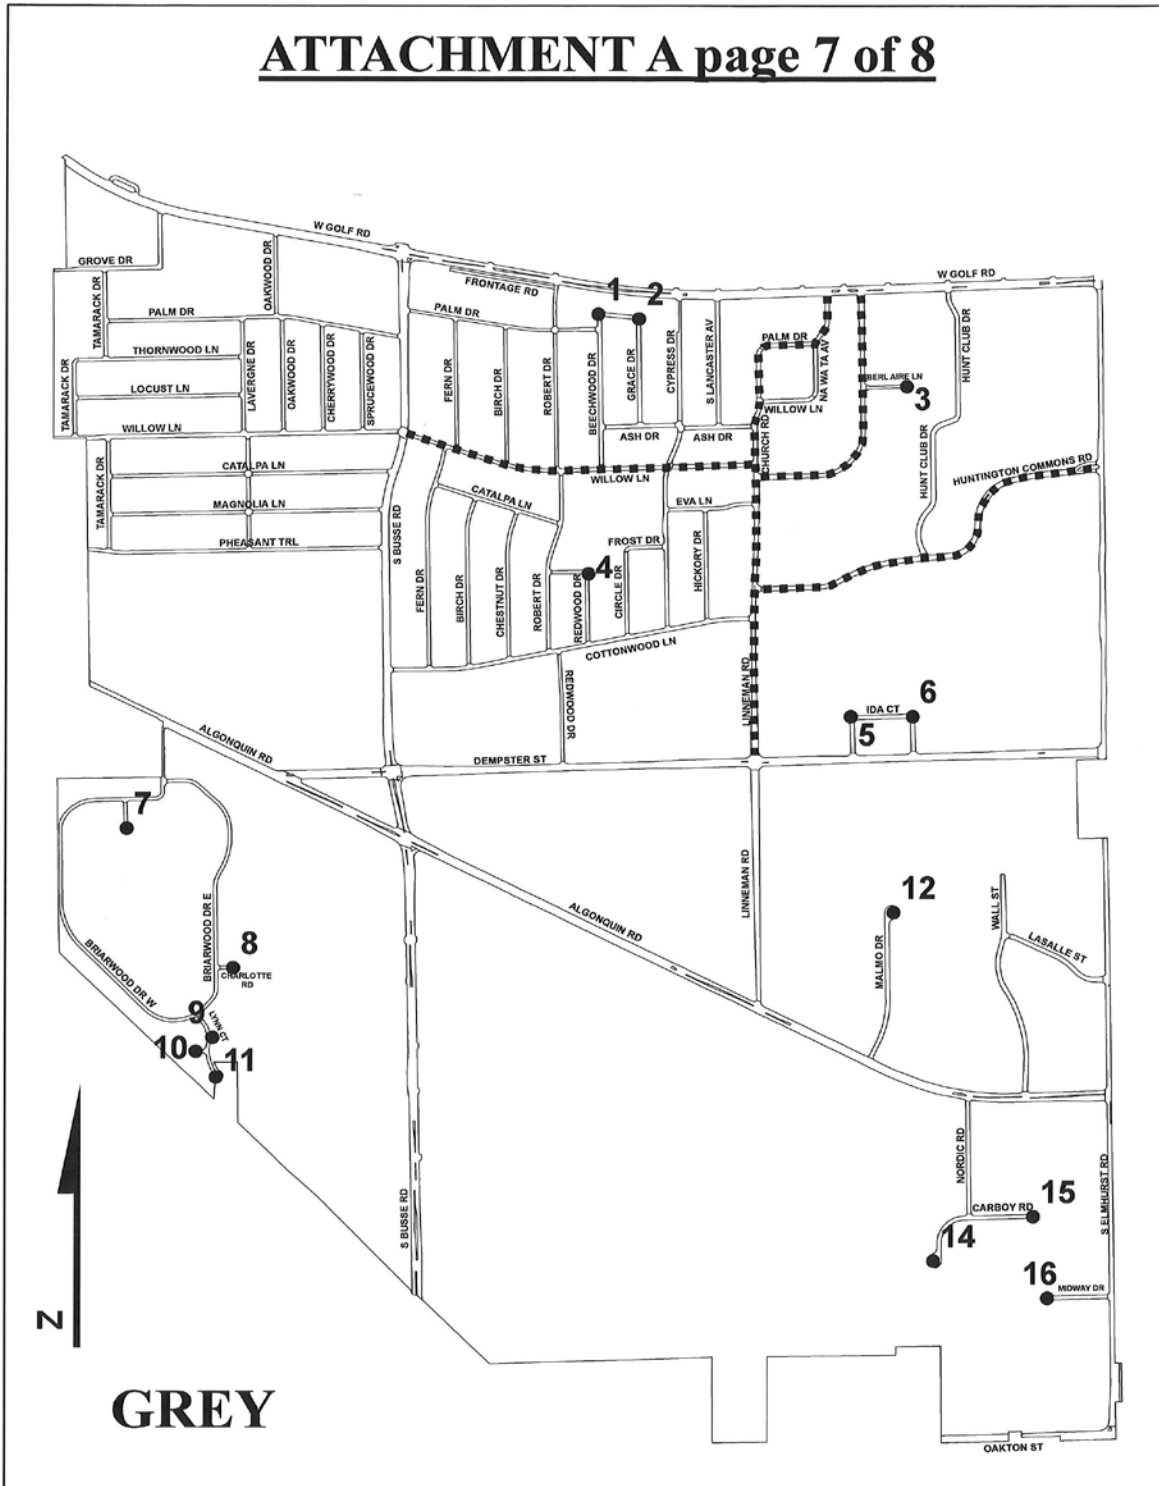 ATTACHMENT A page 7 of 8
W GOLF RD
GROVE DR
OAKWOOD DR
TAMARACK DR
FRONTAGE RD
W GOLF RD
1
2
PALM DR
PALM DR
PALM DR
THORNWOOD LN
LAVERGNE DR
OAKWOOD DR
CHERRYWOOD DR
SPRUCEWOOD DR
FERN DR
BIRCH DR
ROBERT DR
BEECHWOOD DR
GRACE DR
CYPRESS DR
S LANCASTER AV
NA WA TA AV
HUNT CLUB DR
BERL AIRE LN
3
TAMARACK DR
LOCUST LN
WILLOW LN
WILLOW LN
ASH DR
ASH DR
CHURCH RD
TAMARACK DR
CATALPA LN
WILLOW LN
HUNT CLUB DR
HUNTINGTON COMMONS RD
MAGNOLIA LN
CATALPA LN
EVA LN
PHEASANT TRL
S BUSSE RD
FROST DR
HICKORY DR
4
FERN DR
BIRCH DR
CHESTNUT DR
ROBERT DR
REDWOOD DR
CIRCLE DR
COTTONWOOD LN
REDWOOD DR
LINNEMAN RD
IDA CT
6
5
ALGONQUIN RD
DEMPSTER ST
7
LINNEMAN RD
ALGONQUIN RD
12
WALL ST
LASALLE ST
MALMO DR
BRIARWOOD DR E
BRIARWOOD DR W
8
CHARLOTTE
RD
9
LYNN CT
10
11
NORDIC RD
S ELMHURST RD
S BUSSE RD
15
CARBOY RD
14
16
MIDWAY DR
N
GREY
OAKTON ST